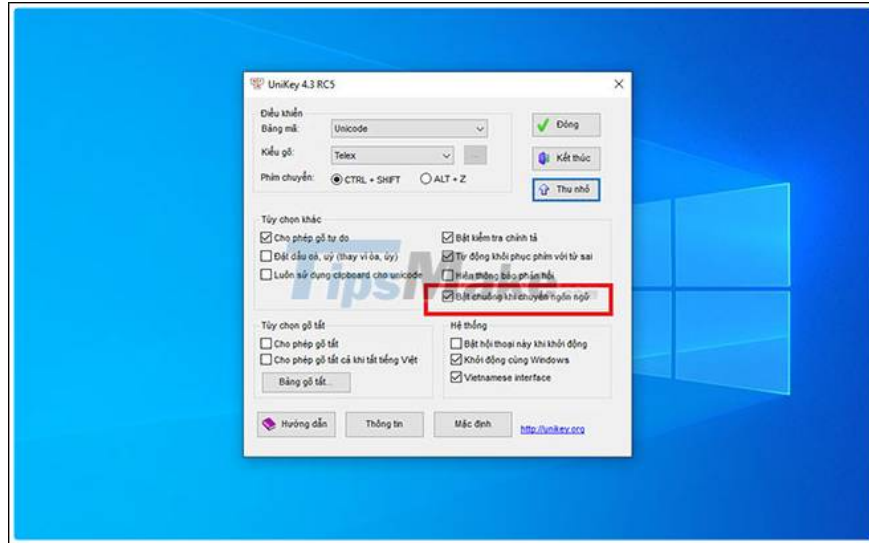 UniKey 4.3 RC5
Điều khiển
Bảng mã: Unicode
Đóng
Kiểu gõ: Telex
...
Kết thúc
Phím chuyển: CTRL + SHIFT ALT + Z
Thu nhỏ
Tùy chọn khác
Cho phép gõ tự do
Bật kiểm tra chính tả
Đặt dấu oà, uý (thay vì òa, úy)
Tự động khôi phục phím với từ sai
Luôn sử dụng clipboard cho unicode
Hiện thông báo phản hồi
Bật chuông khi chuyển ngôn ngữ
TipsMake.com
Tùy chọn gõ tắt
Hệ thống
Cho phép gõ tắt
Bật hội thoại này khi khởi động
Cho phép gõ tắt cả khi tắt tiếng Việt
Khởi động cùng Windows
Bảng gõ tắt...
Vietnamese interface
Hướng dẫn
Thông tin
Mặc định
http://unikey.org